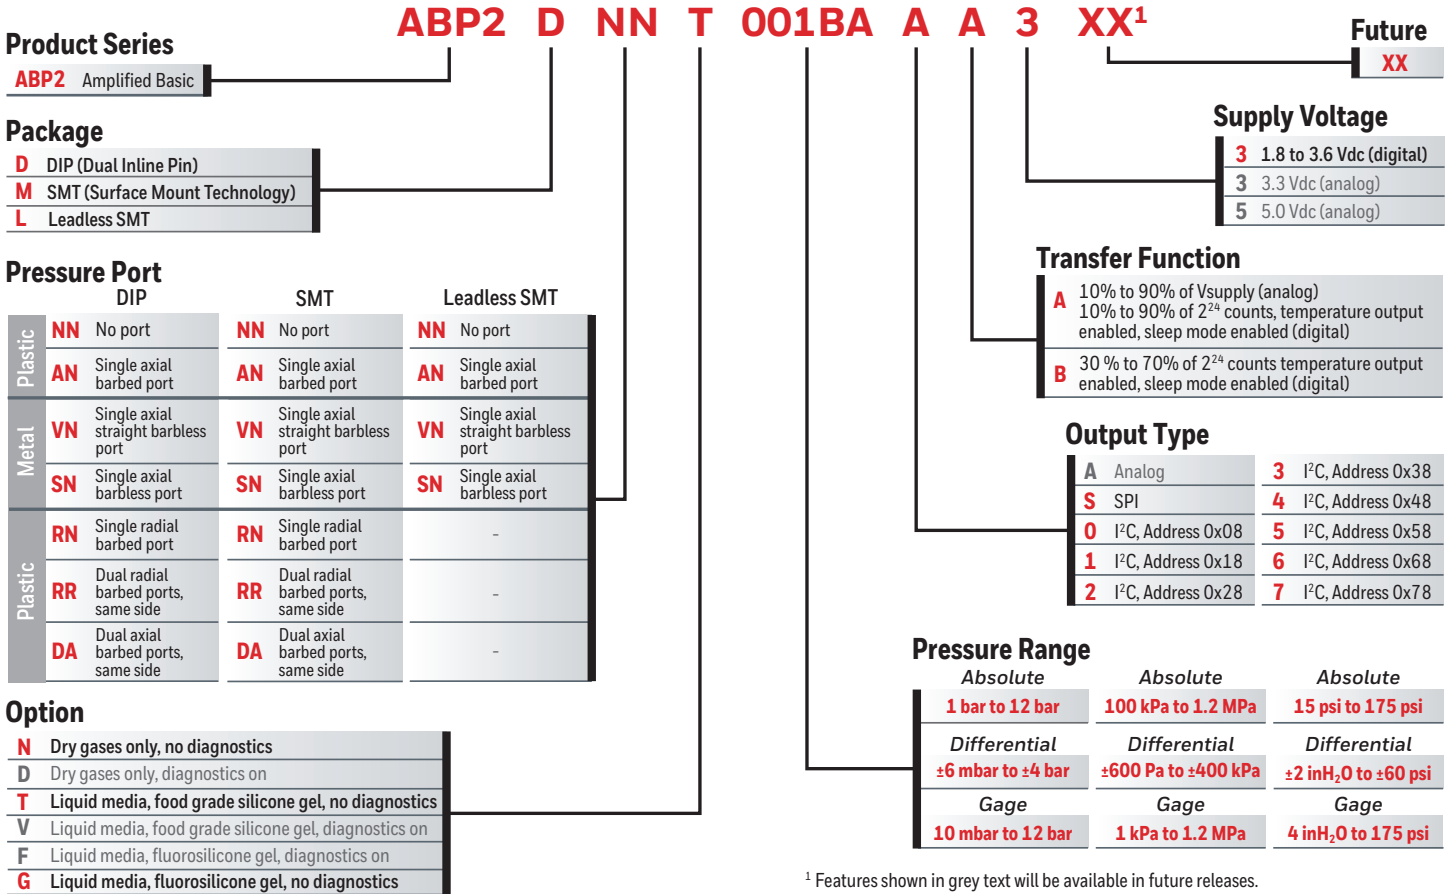 ABP2 D NN T 001BA A A 3 XX¹
Product Series
ABP2 Amplified Basic
Package
D DIP (Dual Inline Pin)
M SMT (Surface Mount Technology)
L Leadless SMT
Pressure Port
DIP SMT Leadless SMT
Plastic
NN No port NN No port NN No port
AN Single axial barbed port AN Single axial barbed port AN Single axial barbed port
Metal
VN Single axial straight barbless port VN Single axial straight barbless port VN Single axial straight barbless port
SN Single axial barbless port SN Single axial barbless port SN Single axial barbless port
Plastic
RN Single radial barbed port RN Single radial barbed port -
RR Dual radial barbed ports, same side RR Dual radial barbed ports, same side -
DA Dual axial barbed ports, same side DA Dual axial barbed ports, same side -
Option
N Dry gases only, no diagnostics
D Dry gases only, diagnostics on
T Liquid media, food grade silicone gel, no diagnostics
V Liquid media, food grade silicone gel, diagnostics on
F Liquid media, fluorosilicone gel, diagnostics on
G Liquid media, fluorosilicone gel, no diagnostics
Future
XX
Supply Voltage
3 1.8 to 3.6 Vdc (digital)
3 3.3 Vdc (analog)
5 5.0 Vdc (analog)
Transfer Function
A 10% to 90% of Vsupply (analog)
10% to 90% of 2²⁴ counts, temperature output
enabled, sleep mode enabled (digital)
B 30 % to 70% of 2²⁴ counts temperature output
enabled, sleep mode enabled (digital)
Output Type
A Analog 3 I²C, Address 0x38
S SPI 4 I²C, Address 0x48
0 I²C, Address 0x08 5 I²C, Address 0x58
1 I²C, Address 0x18 6 I²C, Address 0x68
2 I²C, Address 0x28 7 I²C, Address 0x78
Pressure Range
Absolute Absolute Absolute
1 bar to 12 bar 100 kPa to 1.2 MPa 15 psi to 175 psi
Differential Differential Differential
±6 mbar to ±4 bar ±600 Pa to ±400 kPa ±2 inH₂O to ±60 psi
Gage Gage Gage
10 mbar to 12 bar 1 kPa to 1.2 MPa 4 inH₂O to 175 psi
¹ Features shown in grey text will be available in future releases.